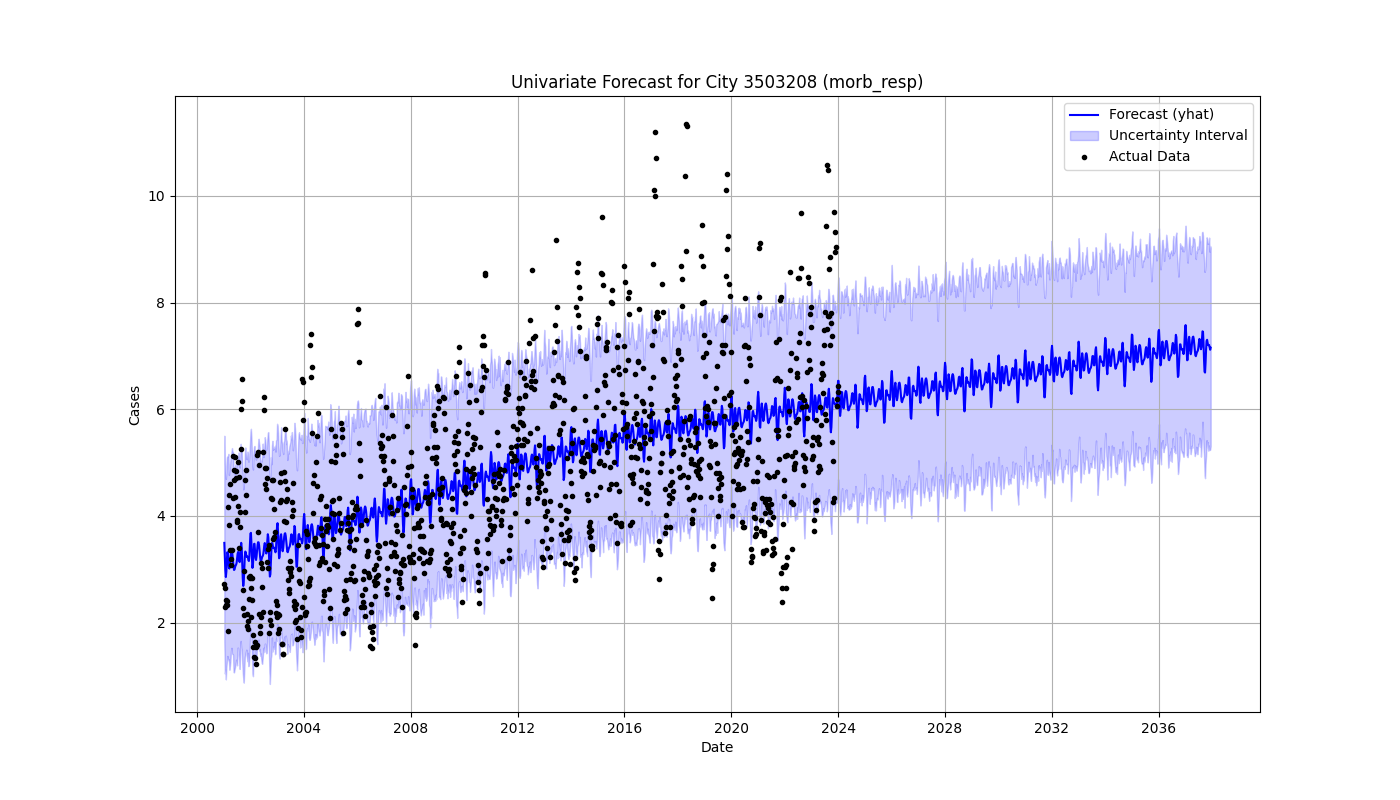 Univariate Forecast for City 3503208 (morb_resp)
Forecast (yhat)
Uncertainty Interval
Actual Data
Cases
10
8
6
4
2
2000 2004 2008 2012 2016 2020 2024 2028 2032 2036
Date